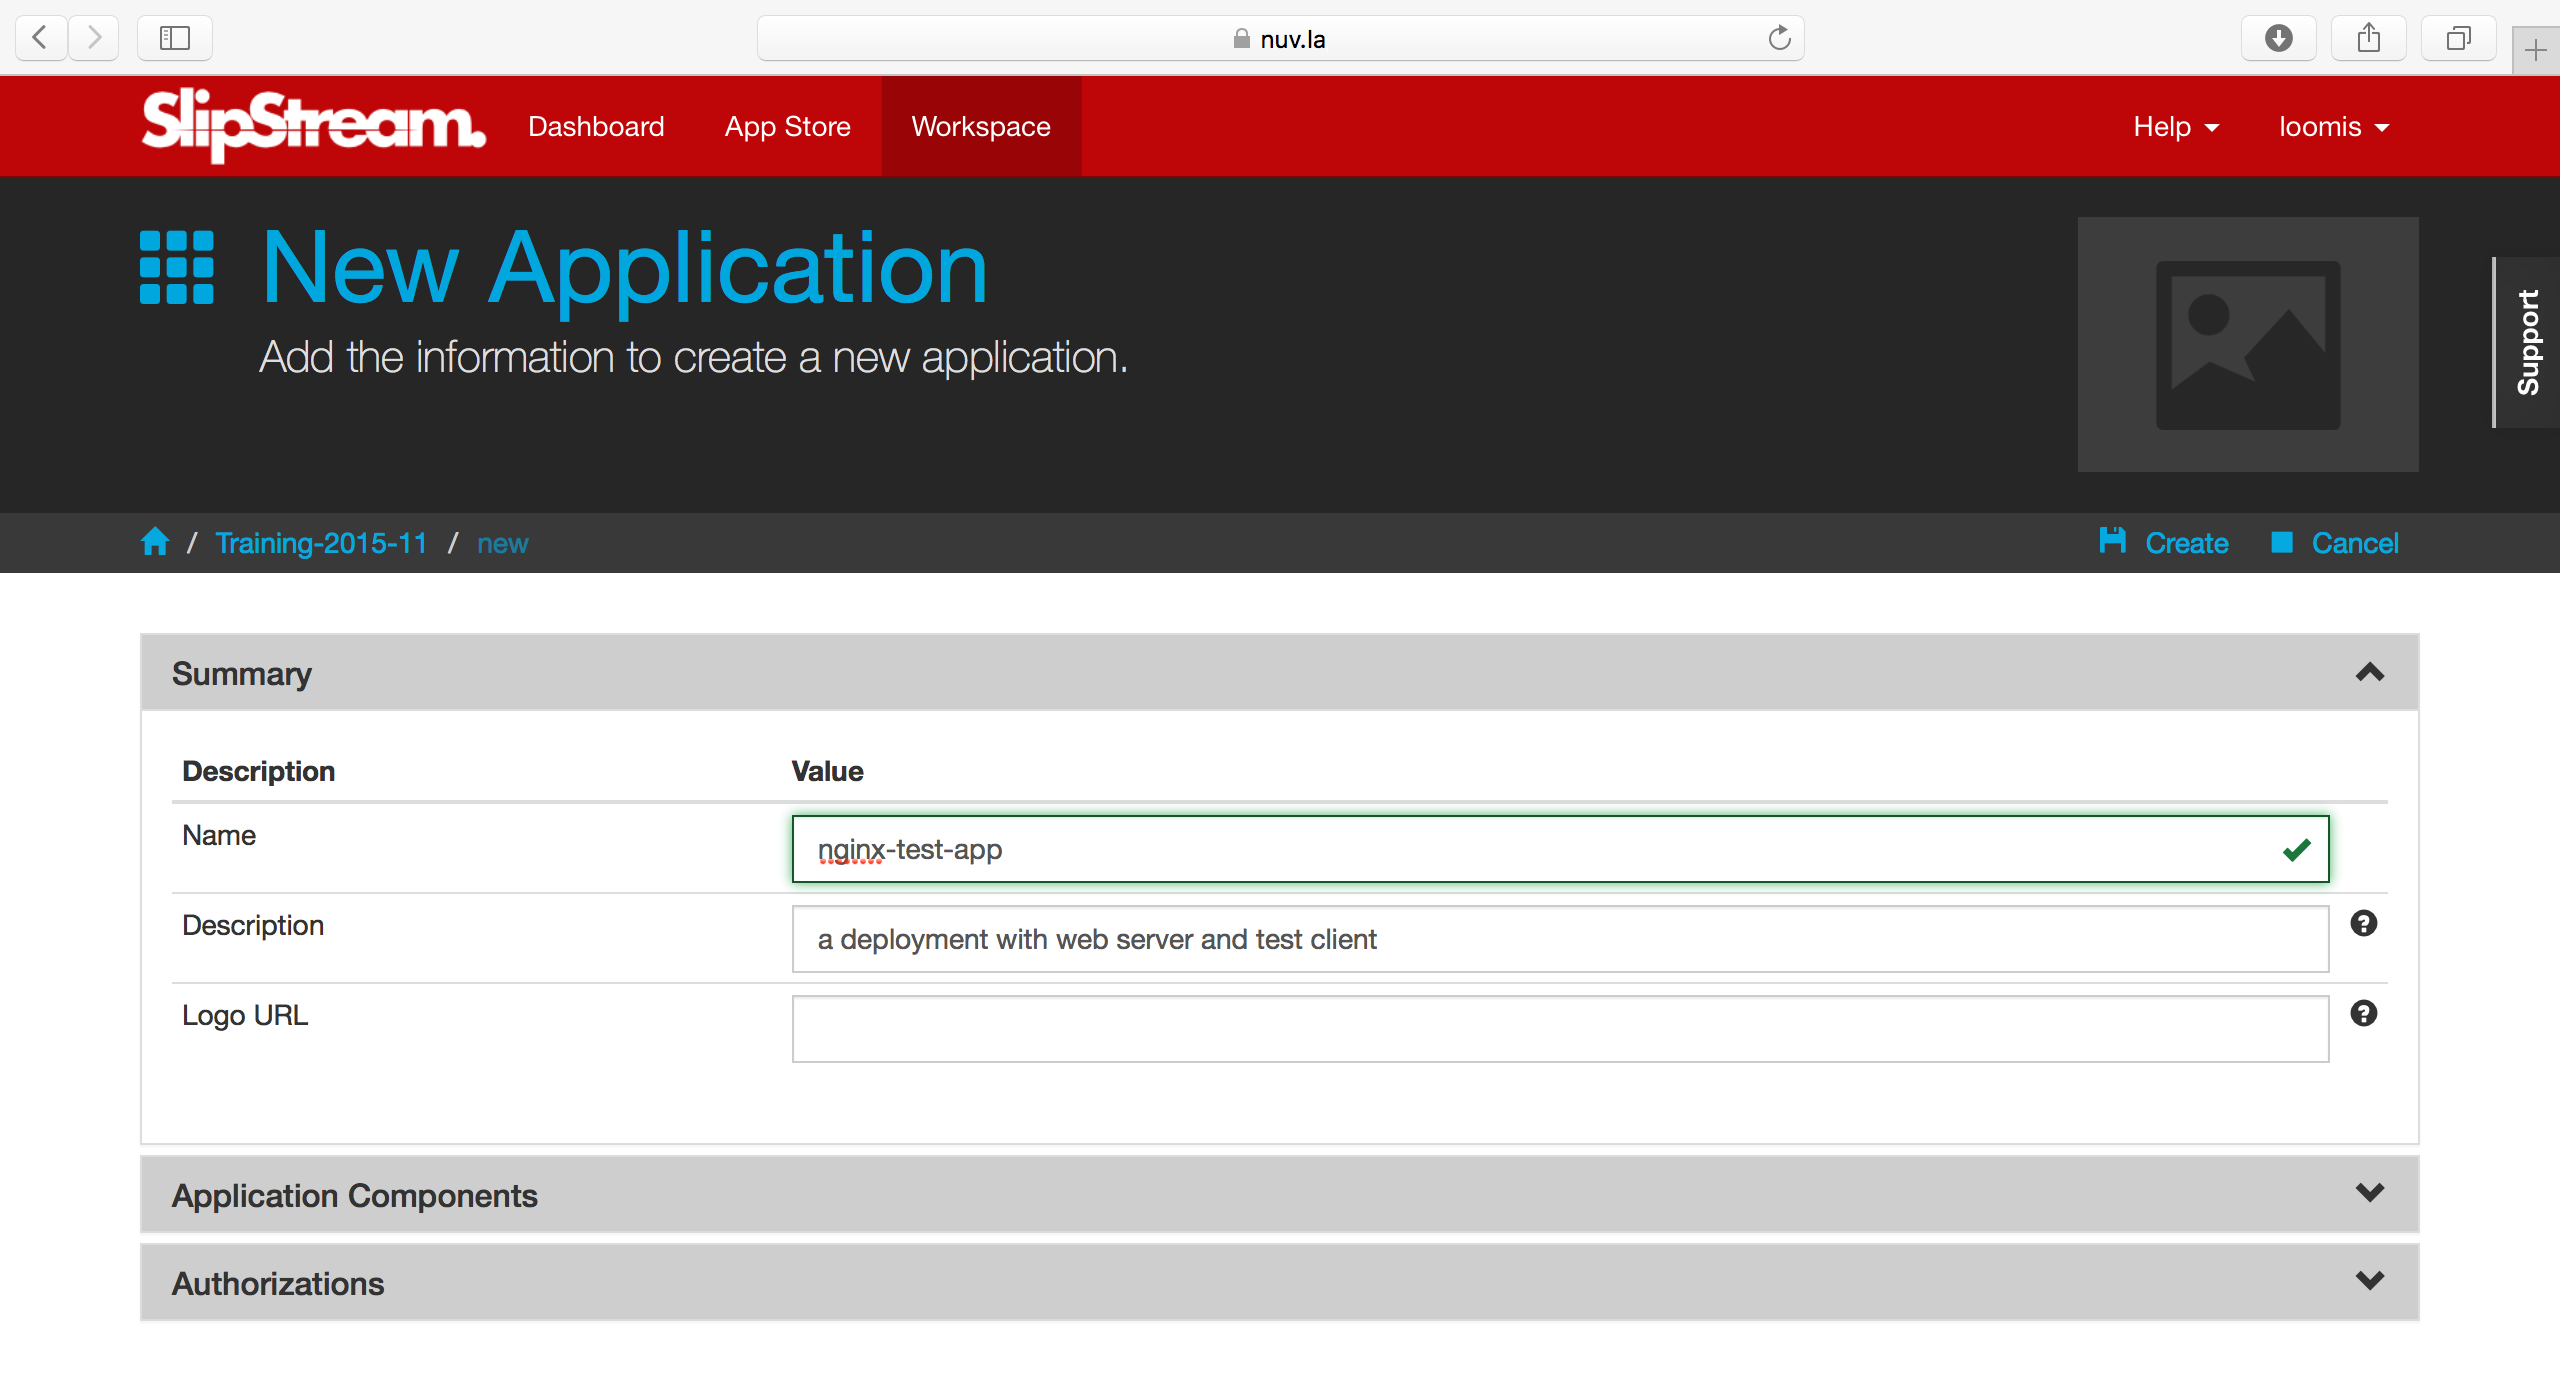 nuv.la
SlipStream.
Dashboard
App Store
Workspace
Help
loomis
New Application
Add the information to create a new application.
Support
/ Training-2015-11 / new
Create
Cancel
Summary
Description
Value
Name
nginx-test-app
Description
a deployment with web server and test client
Logo URL
Application Components
Authorizations